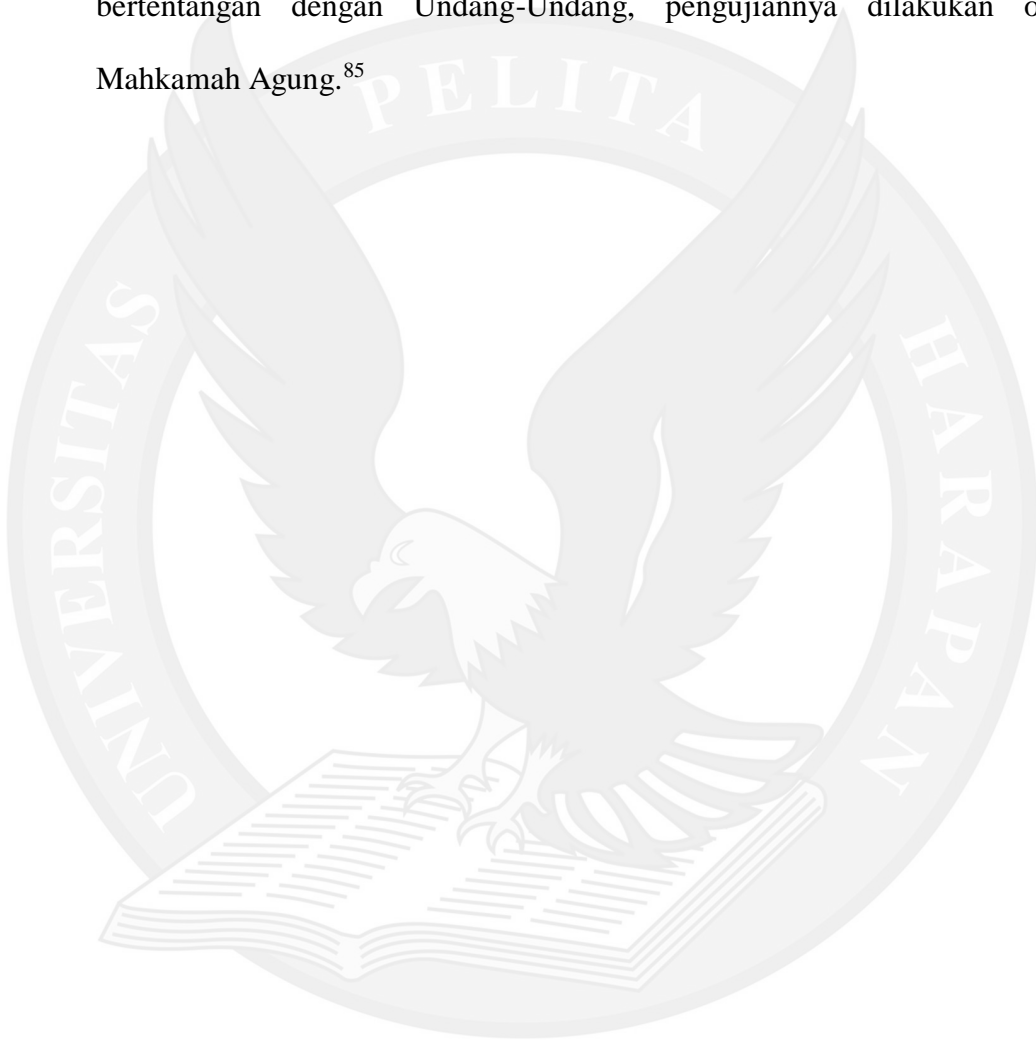 bertentangan dengan Undang-Undang, pengujiannya dilakukan
Mahkamah Agung.85
PELITA
UNIVERSITAS
HARAPAN